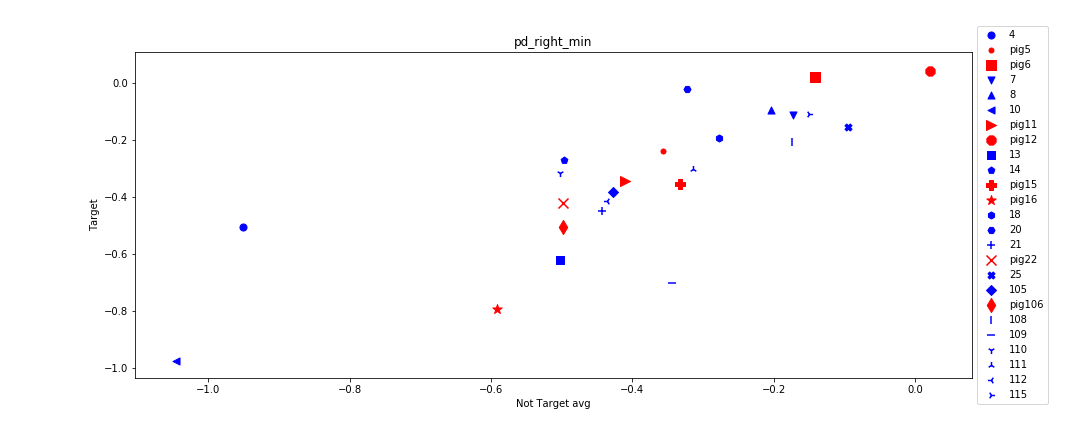 pd_right_min
0.0
−0.2
−0.4
−0.6
−0.8
−1.0
Target
−1.0
−0.8
−0.6
−0.4
−0.2
0.0
Not Target avg
4
pig5
pig6
7
8
10
pig11
pig12
13
14
pig15
pig16
18
20
21
pig22
25
105
pig106
108
109
110
111
112
115